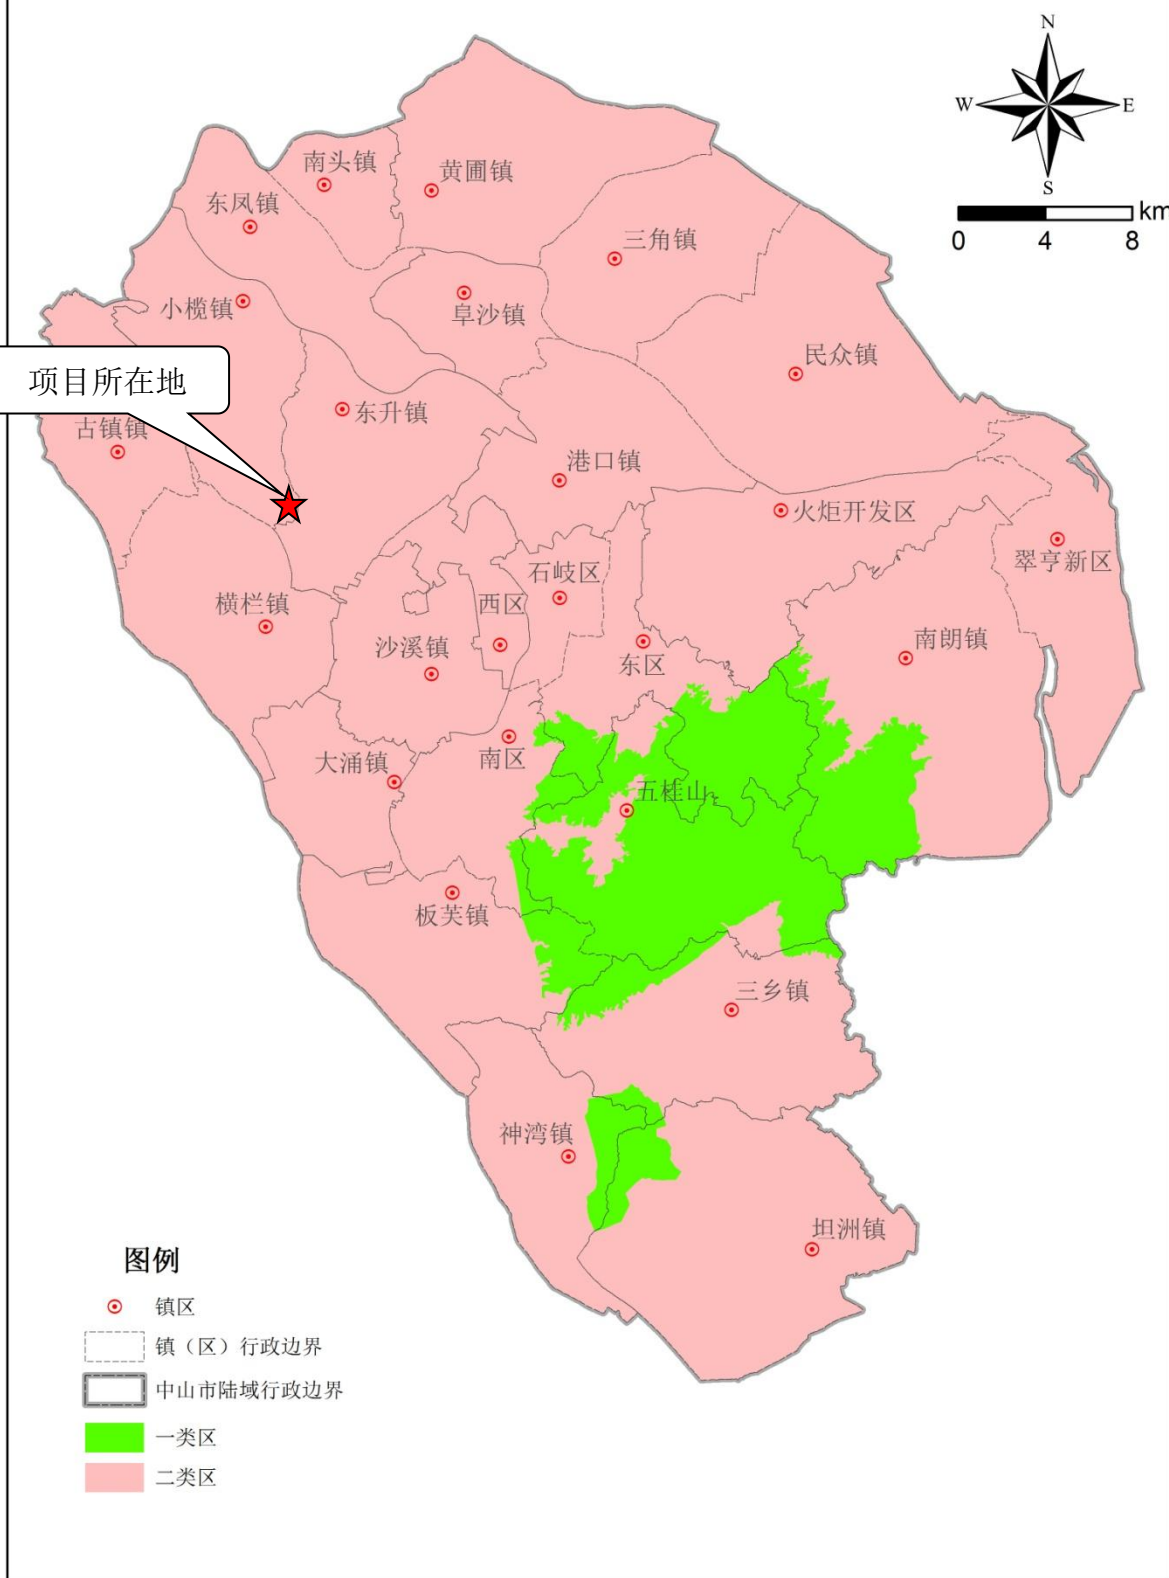 N
W
E
S
km
0
4
8
南头镇
黄圃镇
东凤镇
三角镇
小榄镇
阜沙镇
民众镇
项目所在地
东升镇
古镇镇
港口镇
火炬开发区
翠亨新区
石岐区
西区
横栏镇
沙溪镇
东区
南朗镇
南区
大涌镇
五桂山
板芙镇
三乡镇
神湾镇
坦洲镇
图例
镇区
镇（区）行政边界
中山市陆域行政边界
一类区
二类区